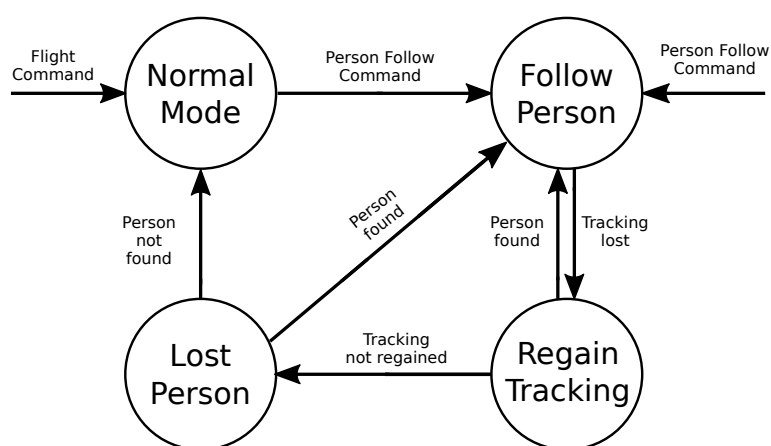 Flight
Command
Normal
Mode
Person Follow
Command
Follow
Person
Person Follow
Command
Person
not
found
Person
found
Person
found
Tracking
lost
Lost
Person
Tracking
not regained
Regain
Tracking